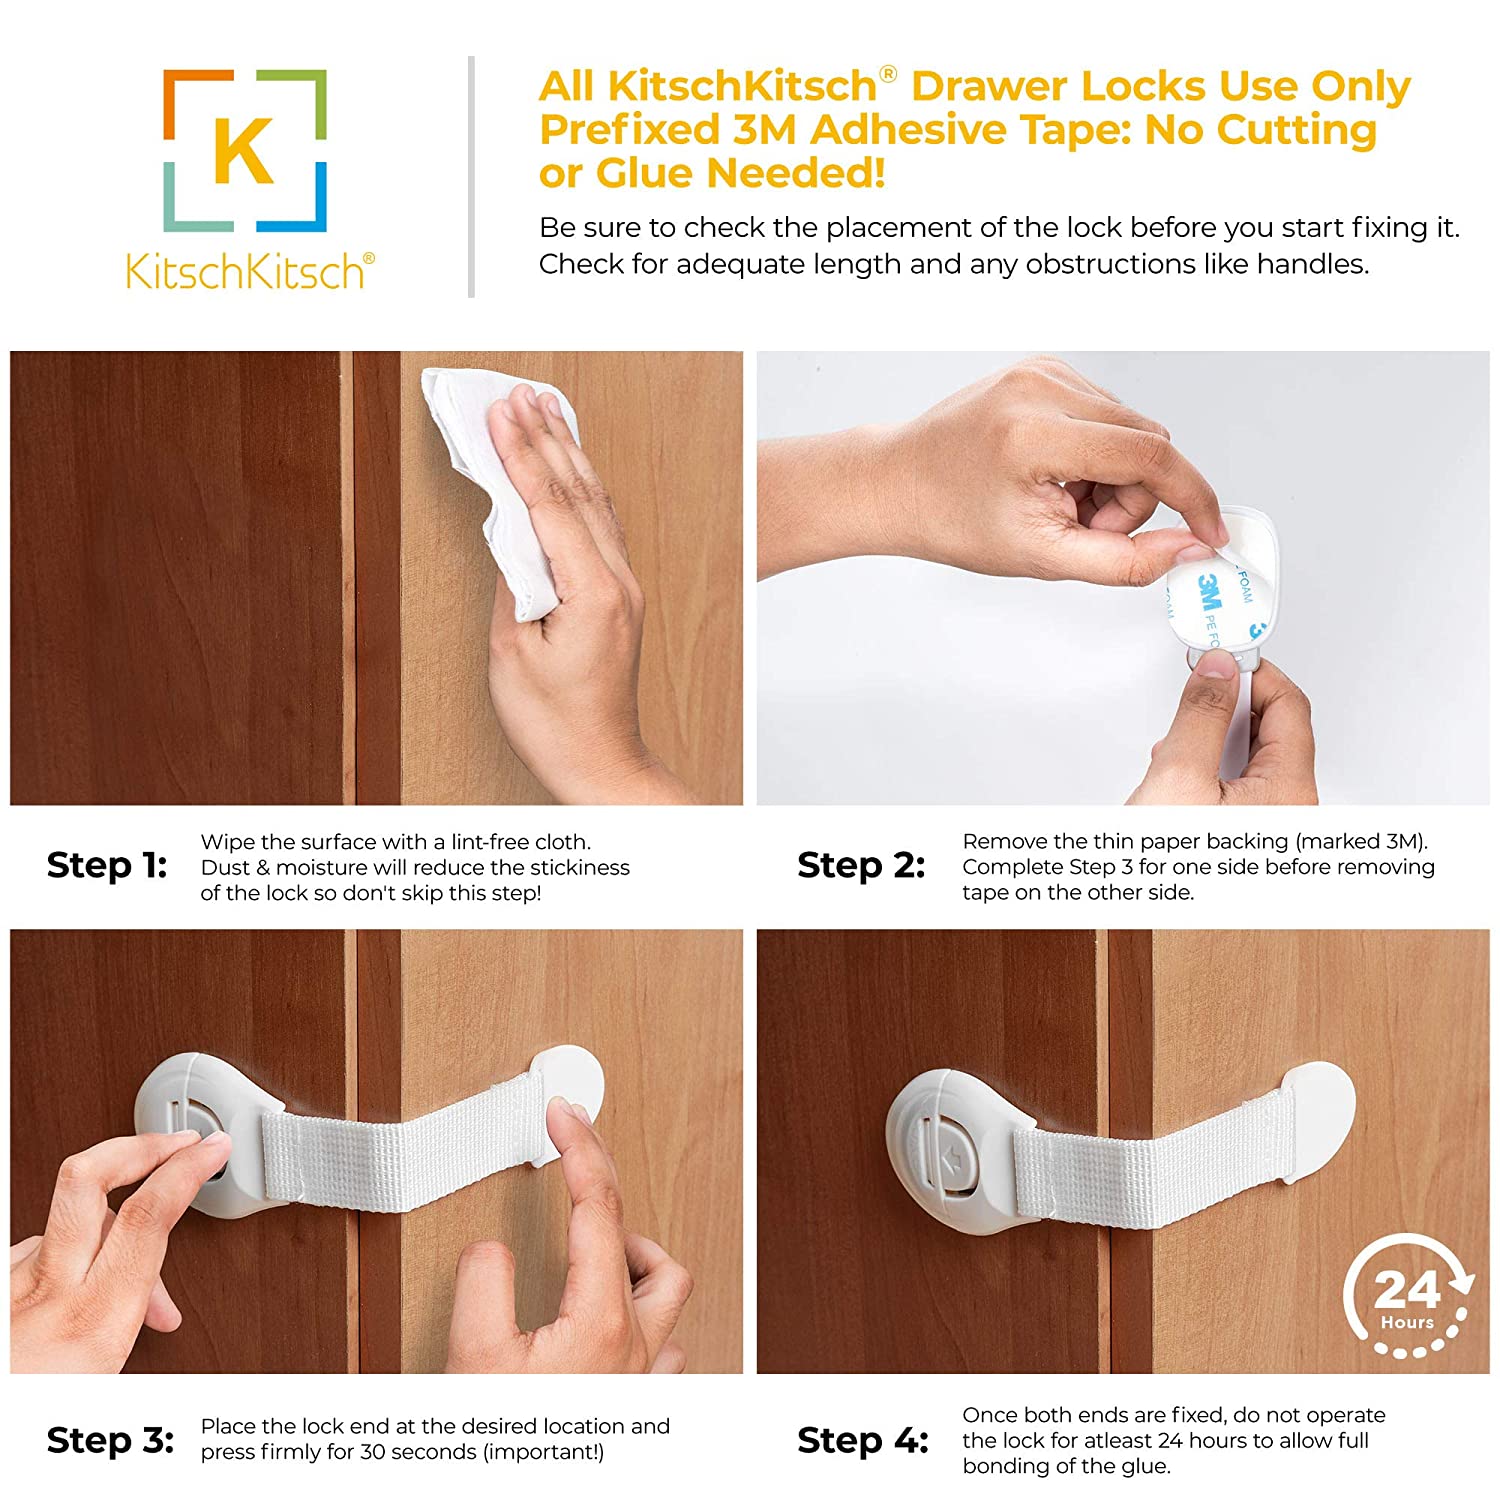 K
KitschKitsch®
All KitschKitsch® Drawer Locks Use Only
Prefixed 3M Adhesive Tape: No Cutting
or Glue Needed!
Be sure to check the placement of the lock before you start fixing it.
Check for adequate length and any obstructions like handles.
3M
PE FO
FOAM
OAM
3
Step 1:
Wipe the surface with a lint-free cloth.
Dust & moisture will reduce the stickiness
of the lock so don't skip this step!
Step 2:
Remove the thin paper backing (marked 3M).
Complete Step 3 for one side before removing
tape on the other side.
24
Hours
Step 3:
Place the lock end at the desired location and
press firmly for 30 seconds (important!)
Step 4:
Once both ends are fixed, do not operate
the lock for atleast 24 hours to allow full
bonding of the glue.